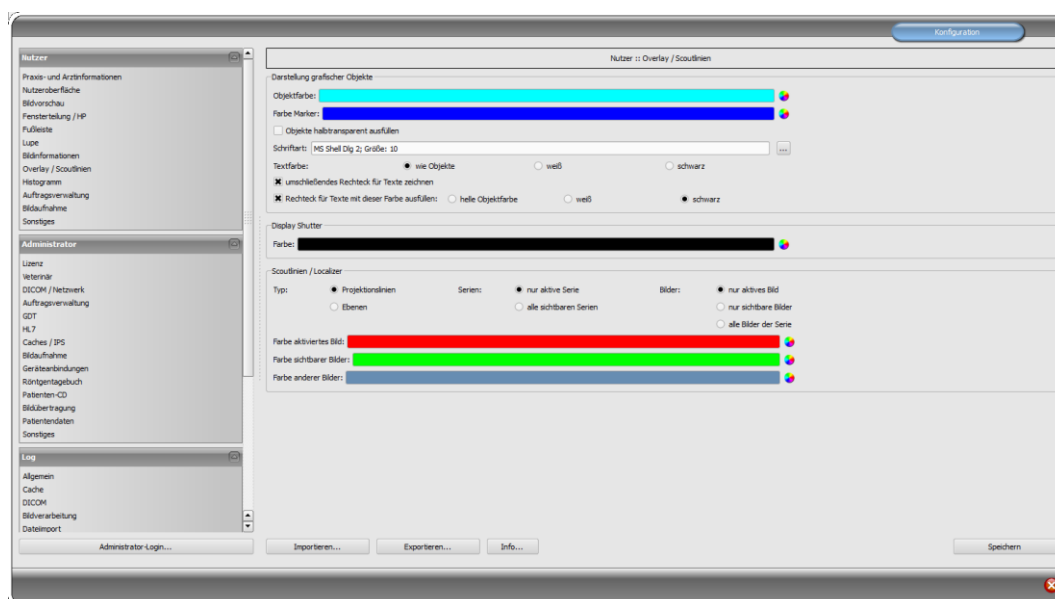 Konfiguration
Nutzer
Praxis- und Arztinformationen
Nutzeroberfläche
Bildvorschau
Fensterteilung / HP
Fußleiste
Lupe
Bildinformationen
Overlay / Scoutlinien
Histogramm
Auftragsverwaltung
Bildaufnahme
Sonstiges
Administrator
Lizenz
Veterinär
DICOM / Netzwerk
Auftragsverwaltung
GDT
HL7
Caches / IPS
Bildaufnahme
Geräteanbindungen
Röntgentagebuch
Patienten-CD
Bildübertragung
Patientendaten
Sonstiges
Log
Allgemein
Cache
DICOM
Bildverarbeitung
Dateiimport
Administrator-Login...
Nutzer :: Overlay / Scoutlinien
Darstellung grafischer Objekte
Objektfarbe:
Farbe Marker:
Objekte halbtransparent ausfüllen
Schriftart: MS Shell Dlg 2; Größe: 10 ...
Textfarbe: wie Objekte weiß schwarz
umschließendes Rechteck für Texte zeichnen
Rechteck für Texte mit dieser Farbe ausfüllen: helle Objektfarbe weiß schwarz
Display Shutter
Farbe:
Scoutlinien / Localizer
Typ: Projektionslinien Serien: nur aktive Serie Bilder: nur aktives Bild
Ebenen alle sichtbaren Serien nur sichtbare Bilder
alle Bilder der Serie
Farbe aktiviertes Bild:
Farbe sichtbarer Bilder:
Farbe anderer Bilder:
Importieren... Exportieren... Info... Speichern